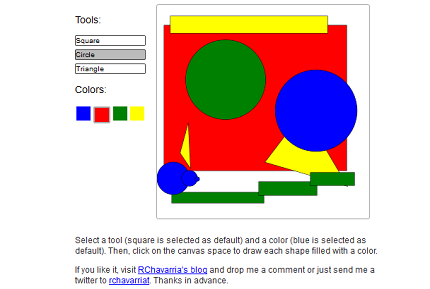 Tools:
Square
Circle
Triangle
Colors:
Select a tool (square is selected as default) and a color (blue is selected as
default). Then, click on the canvas space to draw each shape filled with a color.
If you like it, visit RChavarria's blog and drop me a comment or just send me a
twitter to rchavarriat. Thanks in advance.